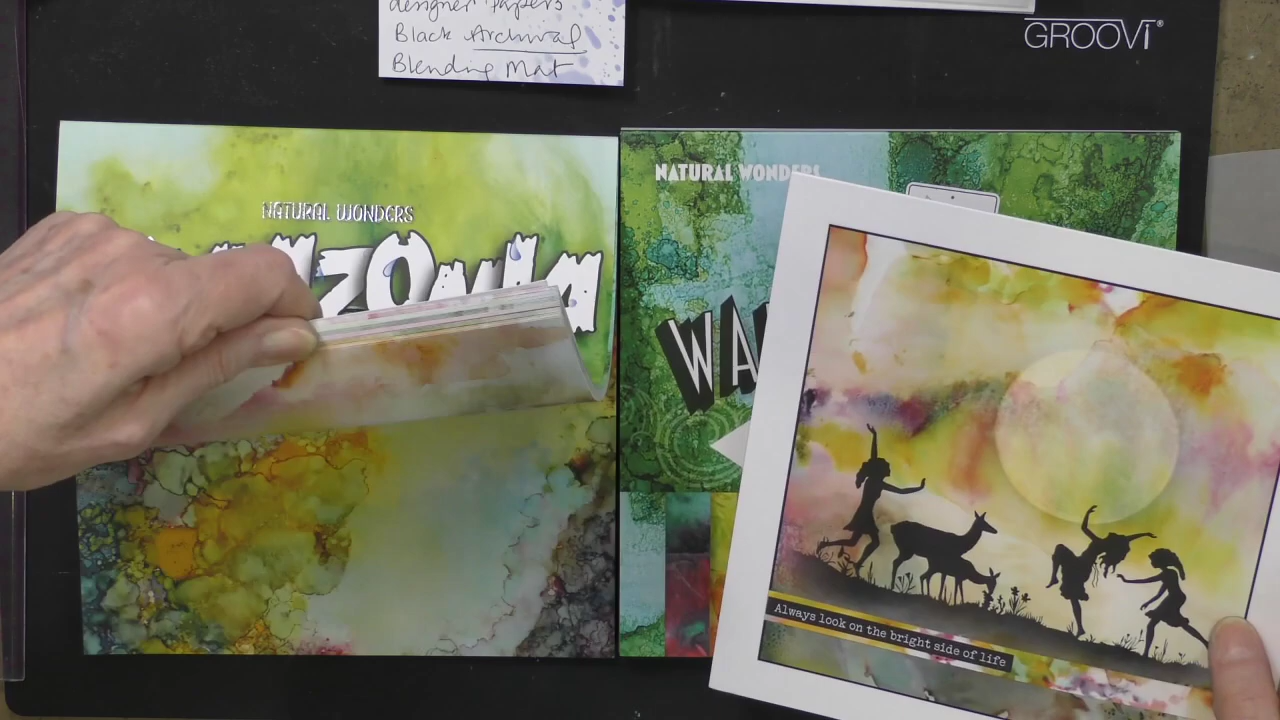 designer Papers
Black Archival
Blending Mat
GROOVi®
NATURAL WONDERS
NATURAL WONDERS
WA
Always look on the bright side of life